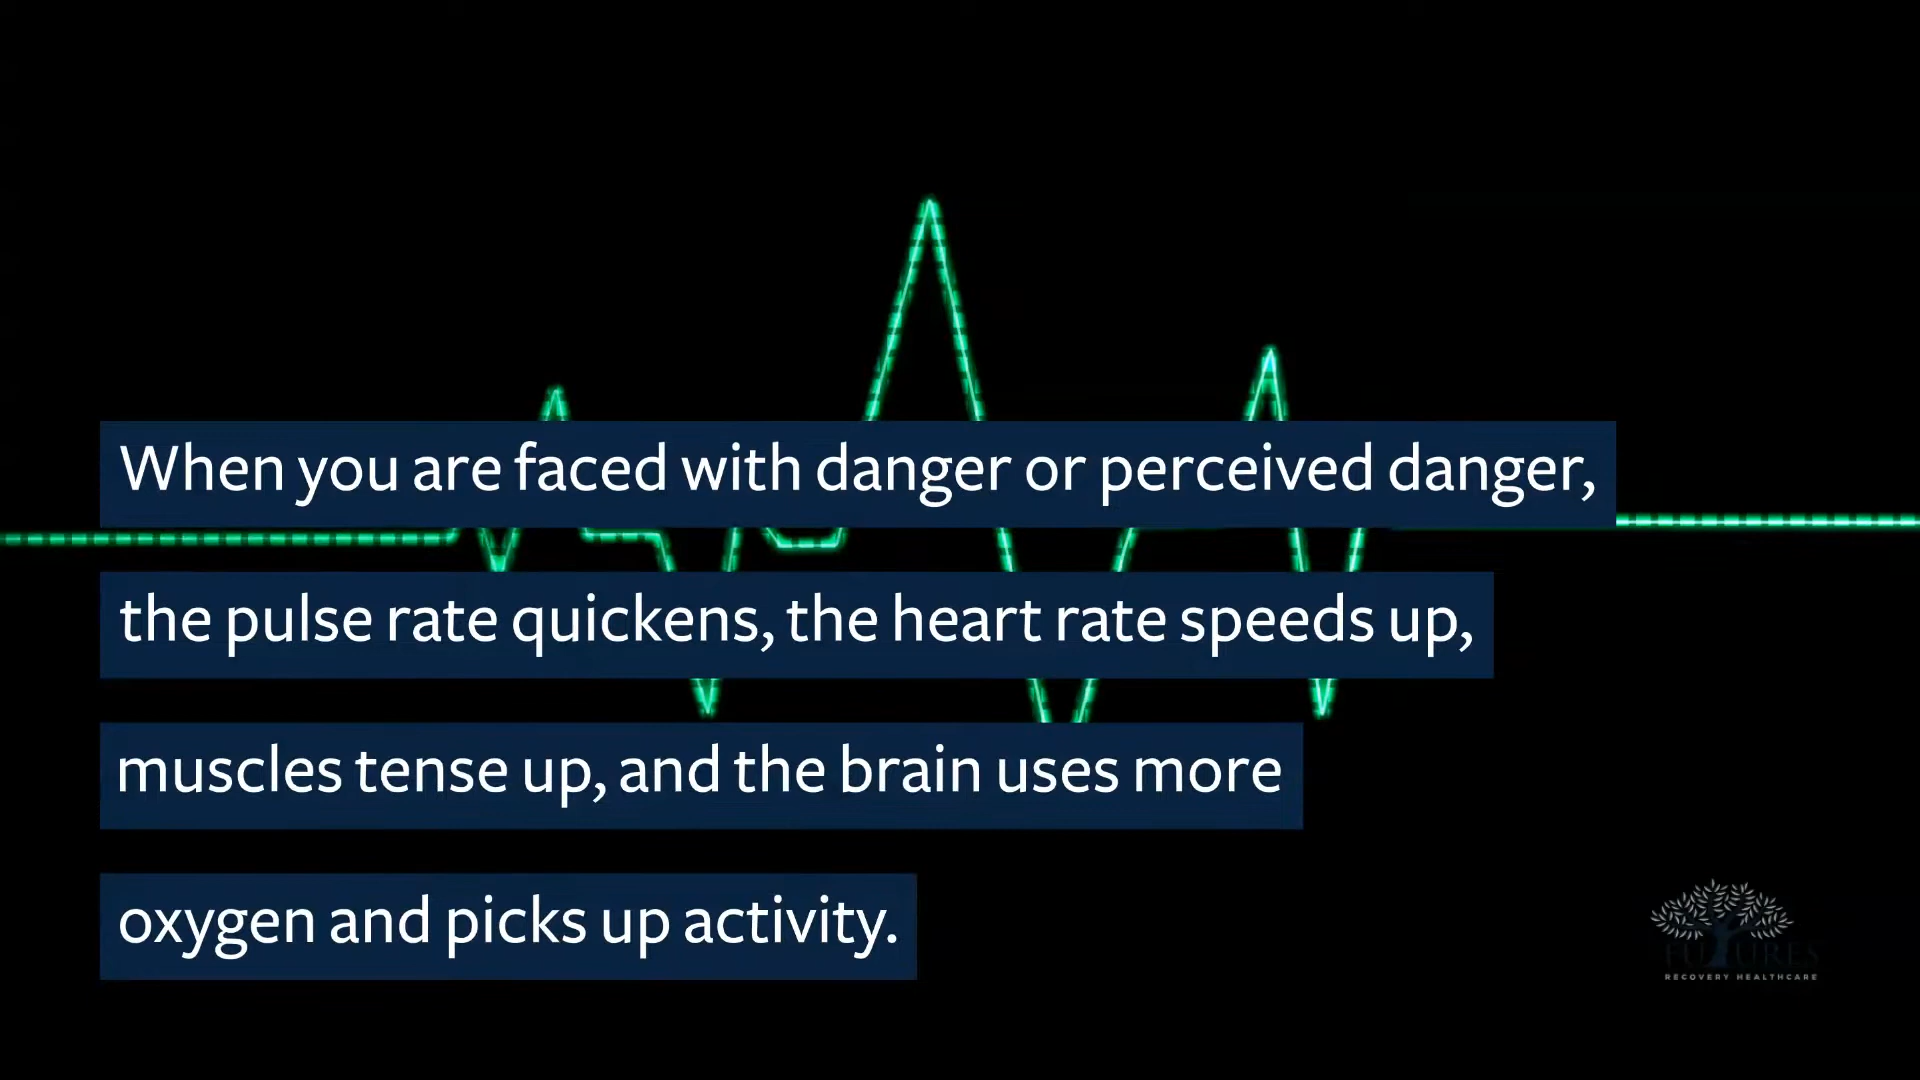 When you are faced with danger or perceived danger,
the pulse rate quickens, the heart rate speeds up,
muscles tense up, and the brain uses more
oxygen and picks up activity.
FUTURES
RECOVERY HEALTHCARE